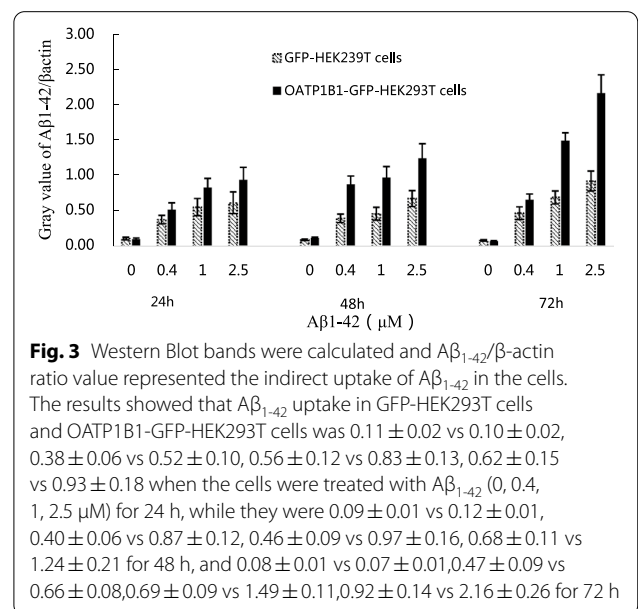 3.00
GFP-HEK239T cells
2.50
OATP1B1-GFP-HEK293T cells
2.00
1.50
1.00
0.50
0.00
Gray value of Aβ1-42/βactin
0 0.4 1 2.5 0 0.4 1 2.5 0 0.4 1 2.5
24h 48h 72h
Aβ1-42 ( μM )
Fig. 3 Western Blot bands were calculated and Aβ1-42/β-actin
ratio value represented the indirect uptake of Aβ1-42 in the cells.
The results showed that Aβ1-42 uptake in GFP-HEK293T cells
and OATP1B1-GFP-HEK293T cells was 0.11 ± 0.02 vs 0.10 ± 0.02,
0.38 ± 0.06 vs 0.52 ± 0.10, 0.56 ± 0.12 vs 0.83 ± 0.13, 0.62 ± 0.15
vs 0.93 ± 0.18 when the cells were treated with Aβ1-42 (0, 0.4,
1, 2.5 μM) for 24 h, while they were 0.09 ± 0.01 vs 0.12 ± 0.01,
0.40 ± 0.06 vs 0.87 ± 0.12, 0.46 ± 0.09 vs 0.97 ± 0.16, 0.68 ± 0.11 vs
1.24 ± 0.21 for 48 h, and 0.08 ± 0.01 vs 0.07 ± 0.01,0.47 ± 0.09 vs
0.66 ± 0.08,0.69 ± 0.09 vs 1.49 ± 0.11,0.92 ± 0.14 vs 2.16 ± 0.26 for 72 h